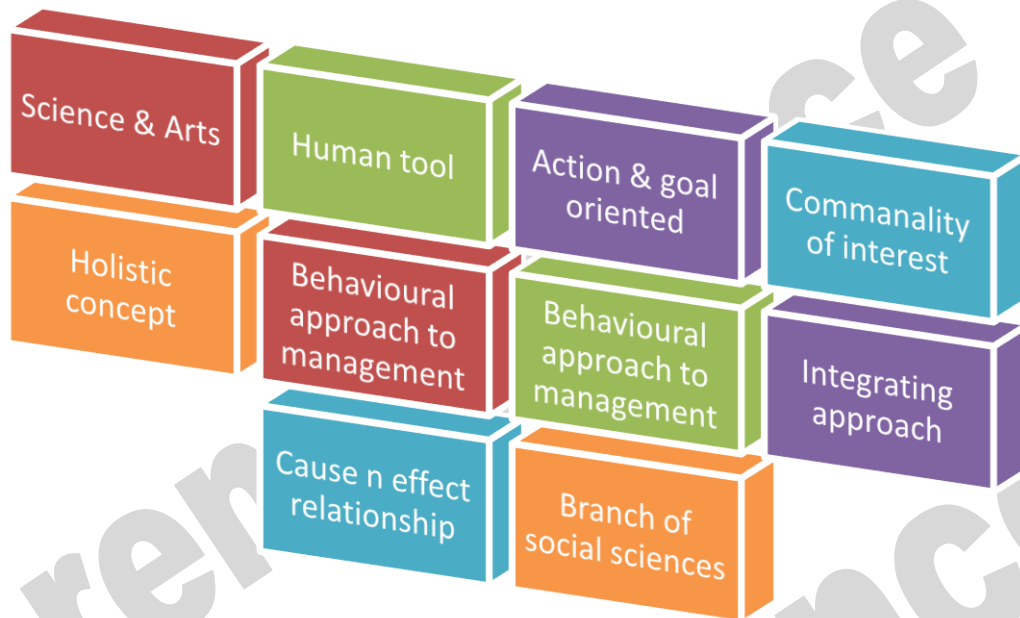 Science & Arts
Human tool
Action & goal
oriented
Commanality
of interest
Holistic
concept
Behavioural
approach to
management
Behavioural
approach to
management
Integrating
approach
Cause n effect
relationship
Branch of
social sciences